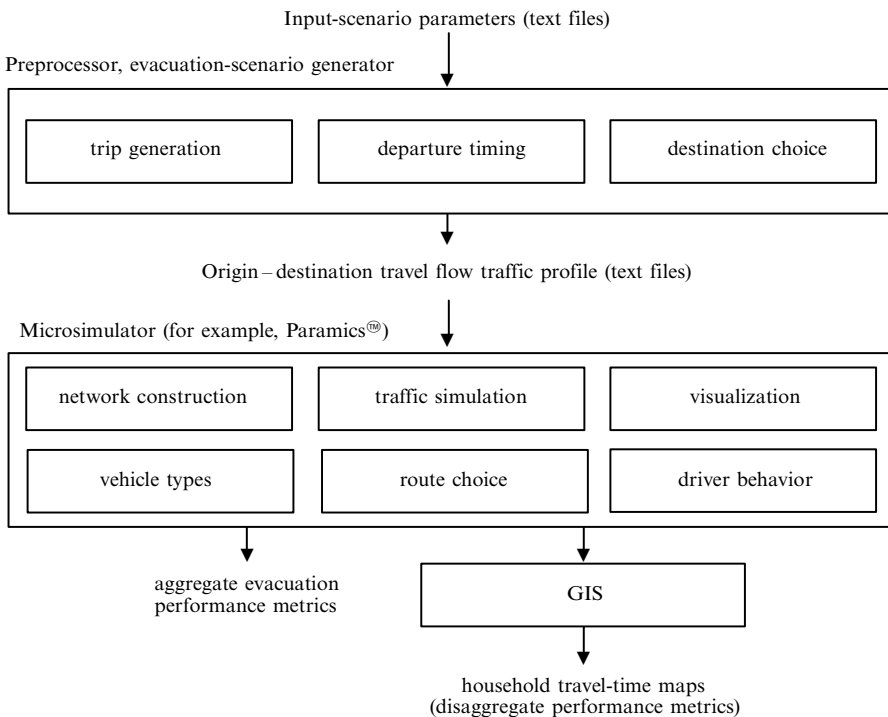 Input-scenario parameters (text files)
Preprocessor, evacuation-scenario generator
trip generation
departure timing
destination choice
Origin–destination travel flow traffic profile (text files)
Microsimulator (for example, Paramics™)
network construction
traffic simulation
visualization
vehicle types
route choice
driver behavior
aggregate evacuation
performance metrics
GIS
household travel-time maps
(disaggregate performance metrics)